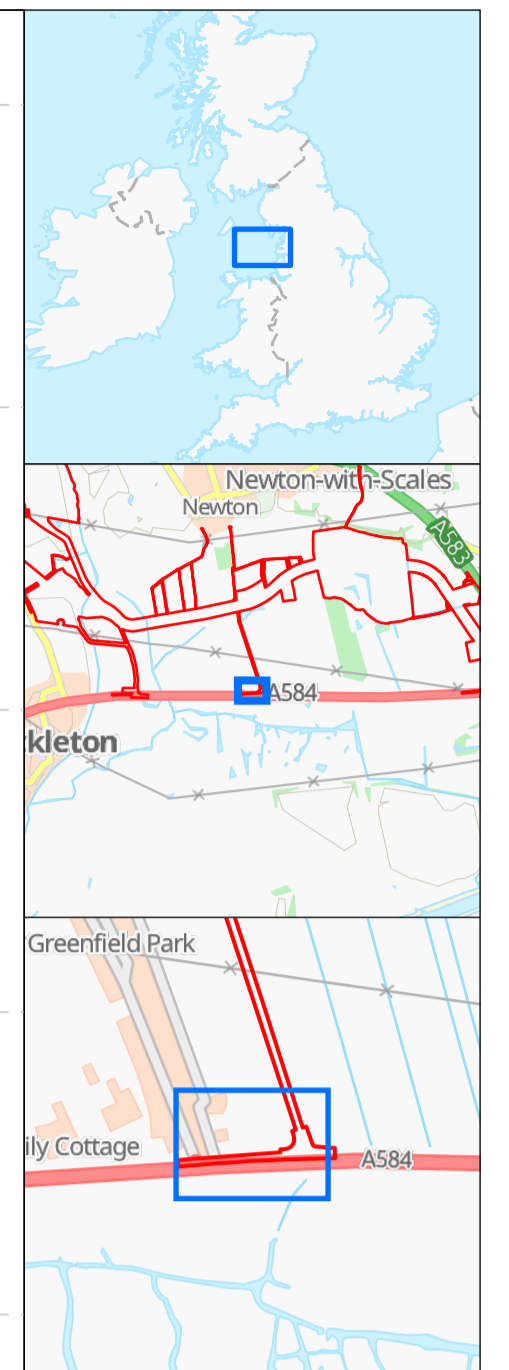 Newton-with-Scales
Newton
A583
A584
kleton
Greenfield Park
ily Cottage
A584